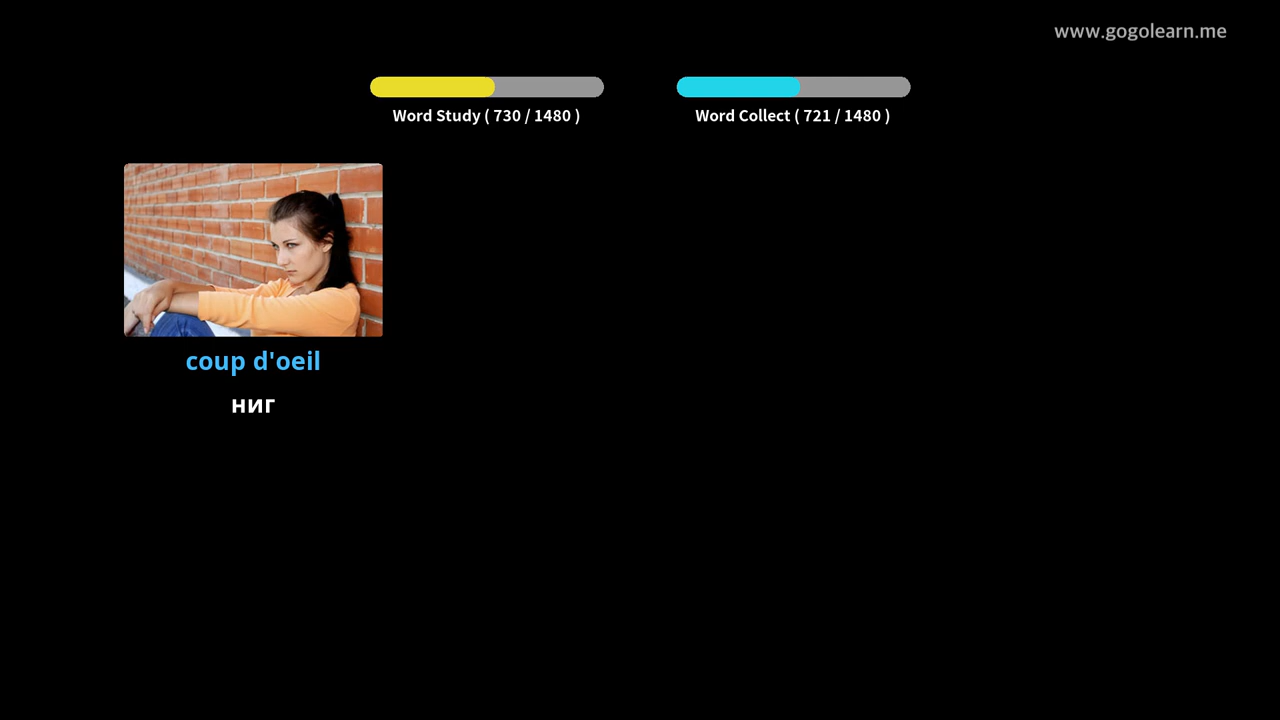 www.gogolearn.me
Word Study ( 730 / 1480 )
Word Collect ( 721 / 1480 )
coup d'oeil
ниг